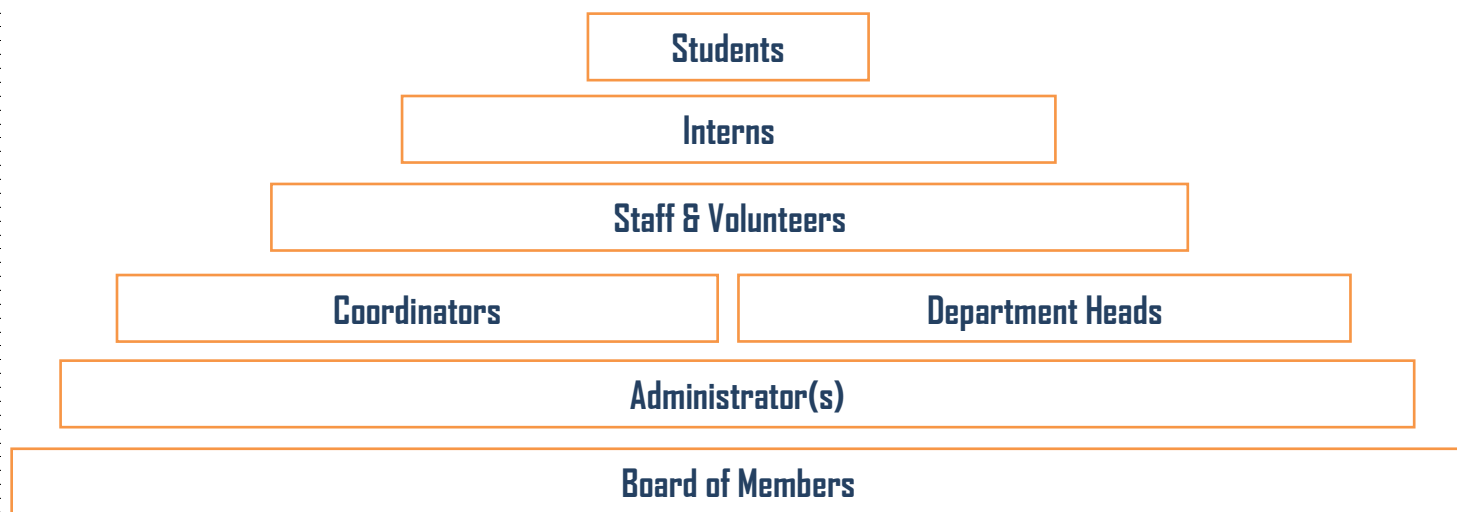 Students
Interns
Staff & Volunteers
Coordinators
Department Heads
Administrator(s)
Board of Members